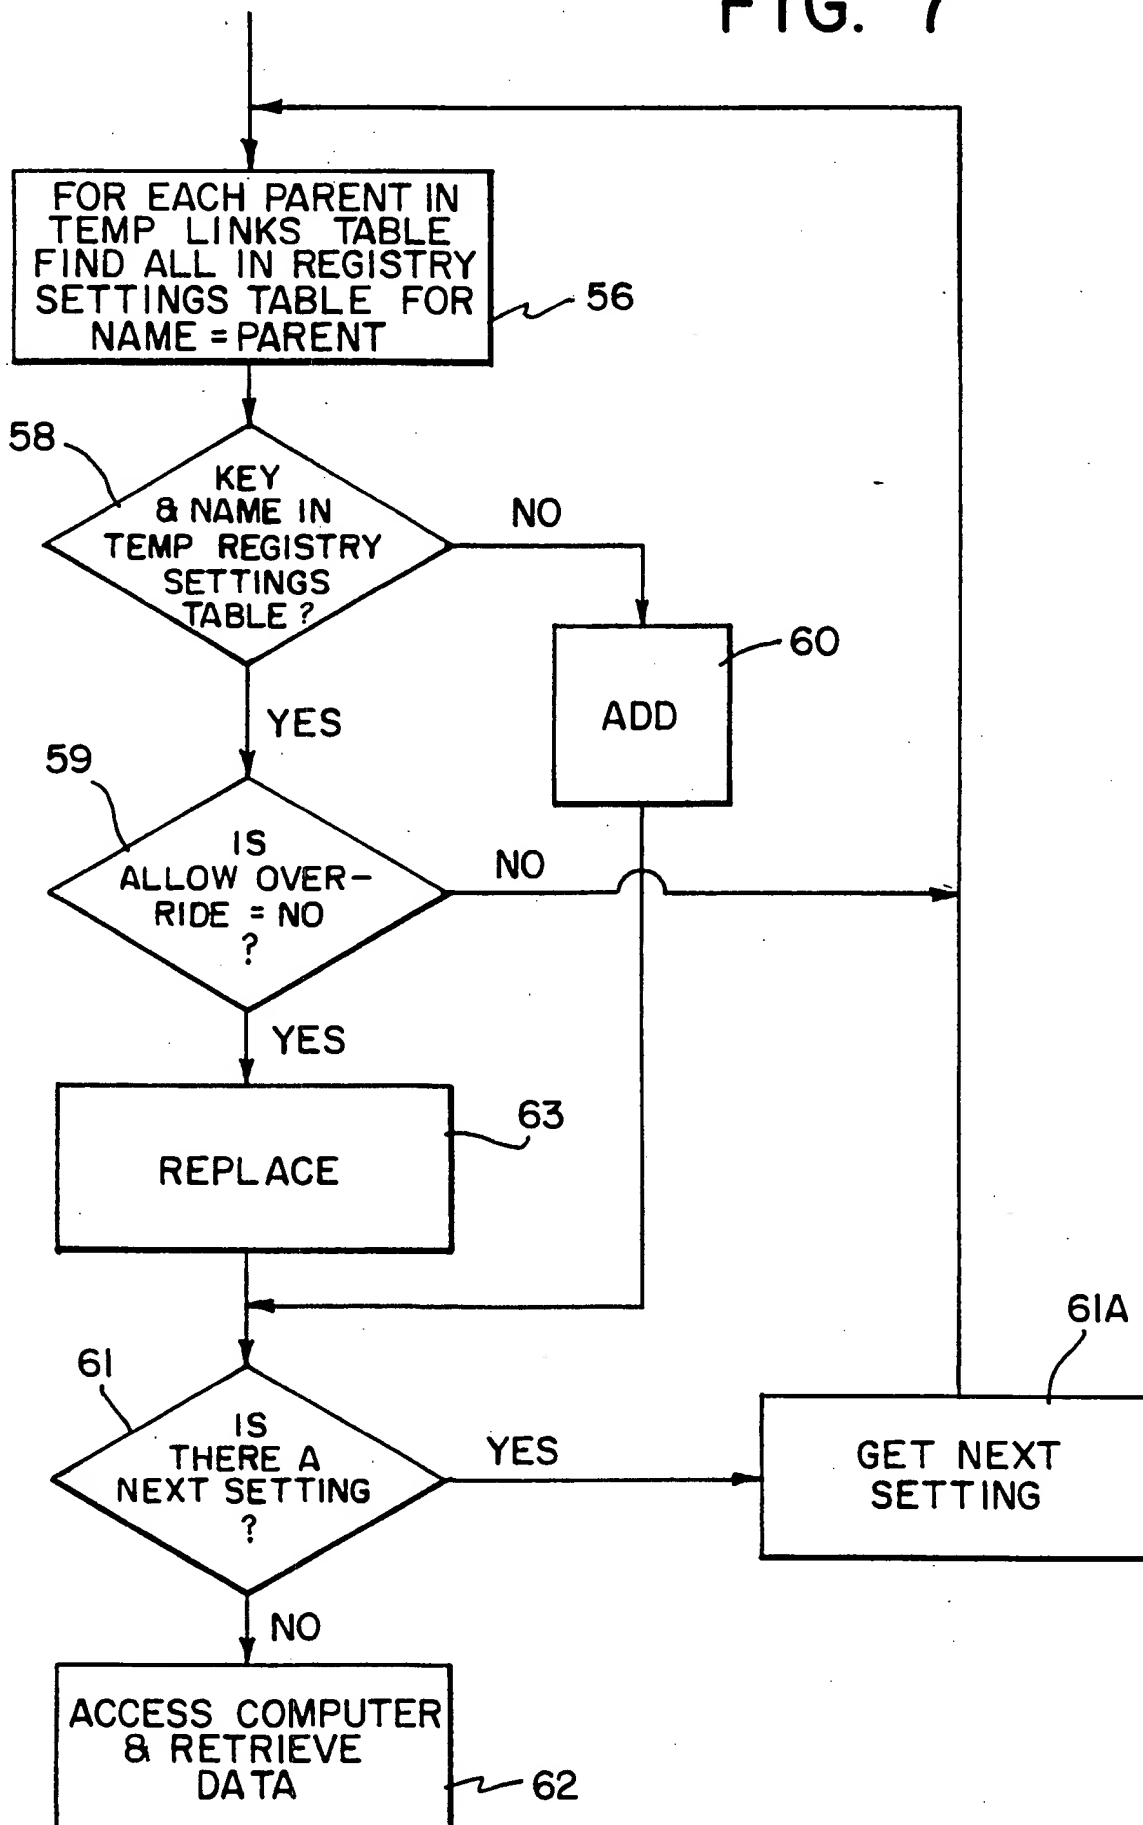 FIG. 7
FOR EACH PARENT IN
TEMP LINKS TABLE
FIND ALL IN REGISTRY
SETTINGS TABLE FOR
NAME = PARENT
56
58
KEY
& NAME IN
TEMP REGISTRY
SETTINGS
TABLE ?
NO
60
ADD
YES
59
IS
ALLOW OVER-
RIDE = NO
?
NO
YES
63
REPLACE
61A
61
IS
THERE A
NEXT SETTING
?
YES
GET NEXT
SETTING
NO
ACCESS COMPUTER
& RETRIEVE
DATA
62